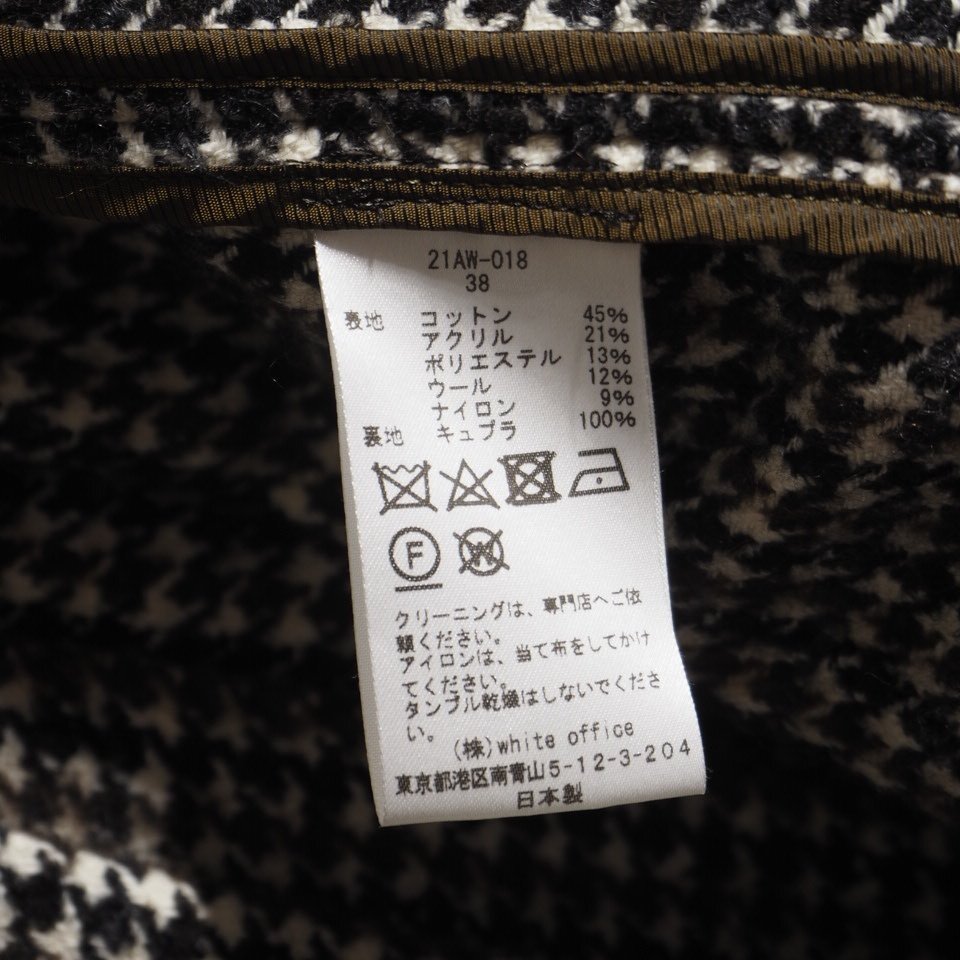 21AW-018
38
表地 コットン 45%
アクリル 21%
ポリエステル 13%
ウール 12%
ナイロン 9%
裏地 キュプラ 100%
F W
クリーニングは、専門店へご依
頼ください。
アイロンは、当て布をしてかけ
てください。
タンブル乾燥はしないでくださ
い。
(株)white office
東京都港区南青山5-12-3-204
日本製